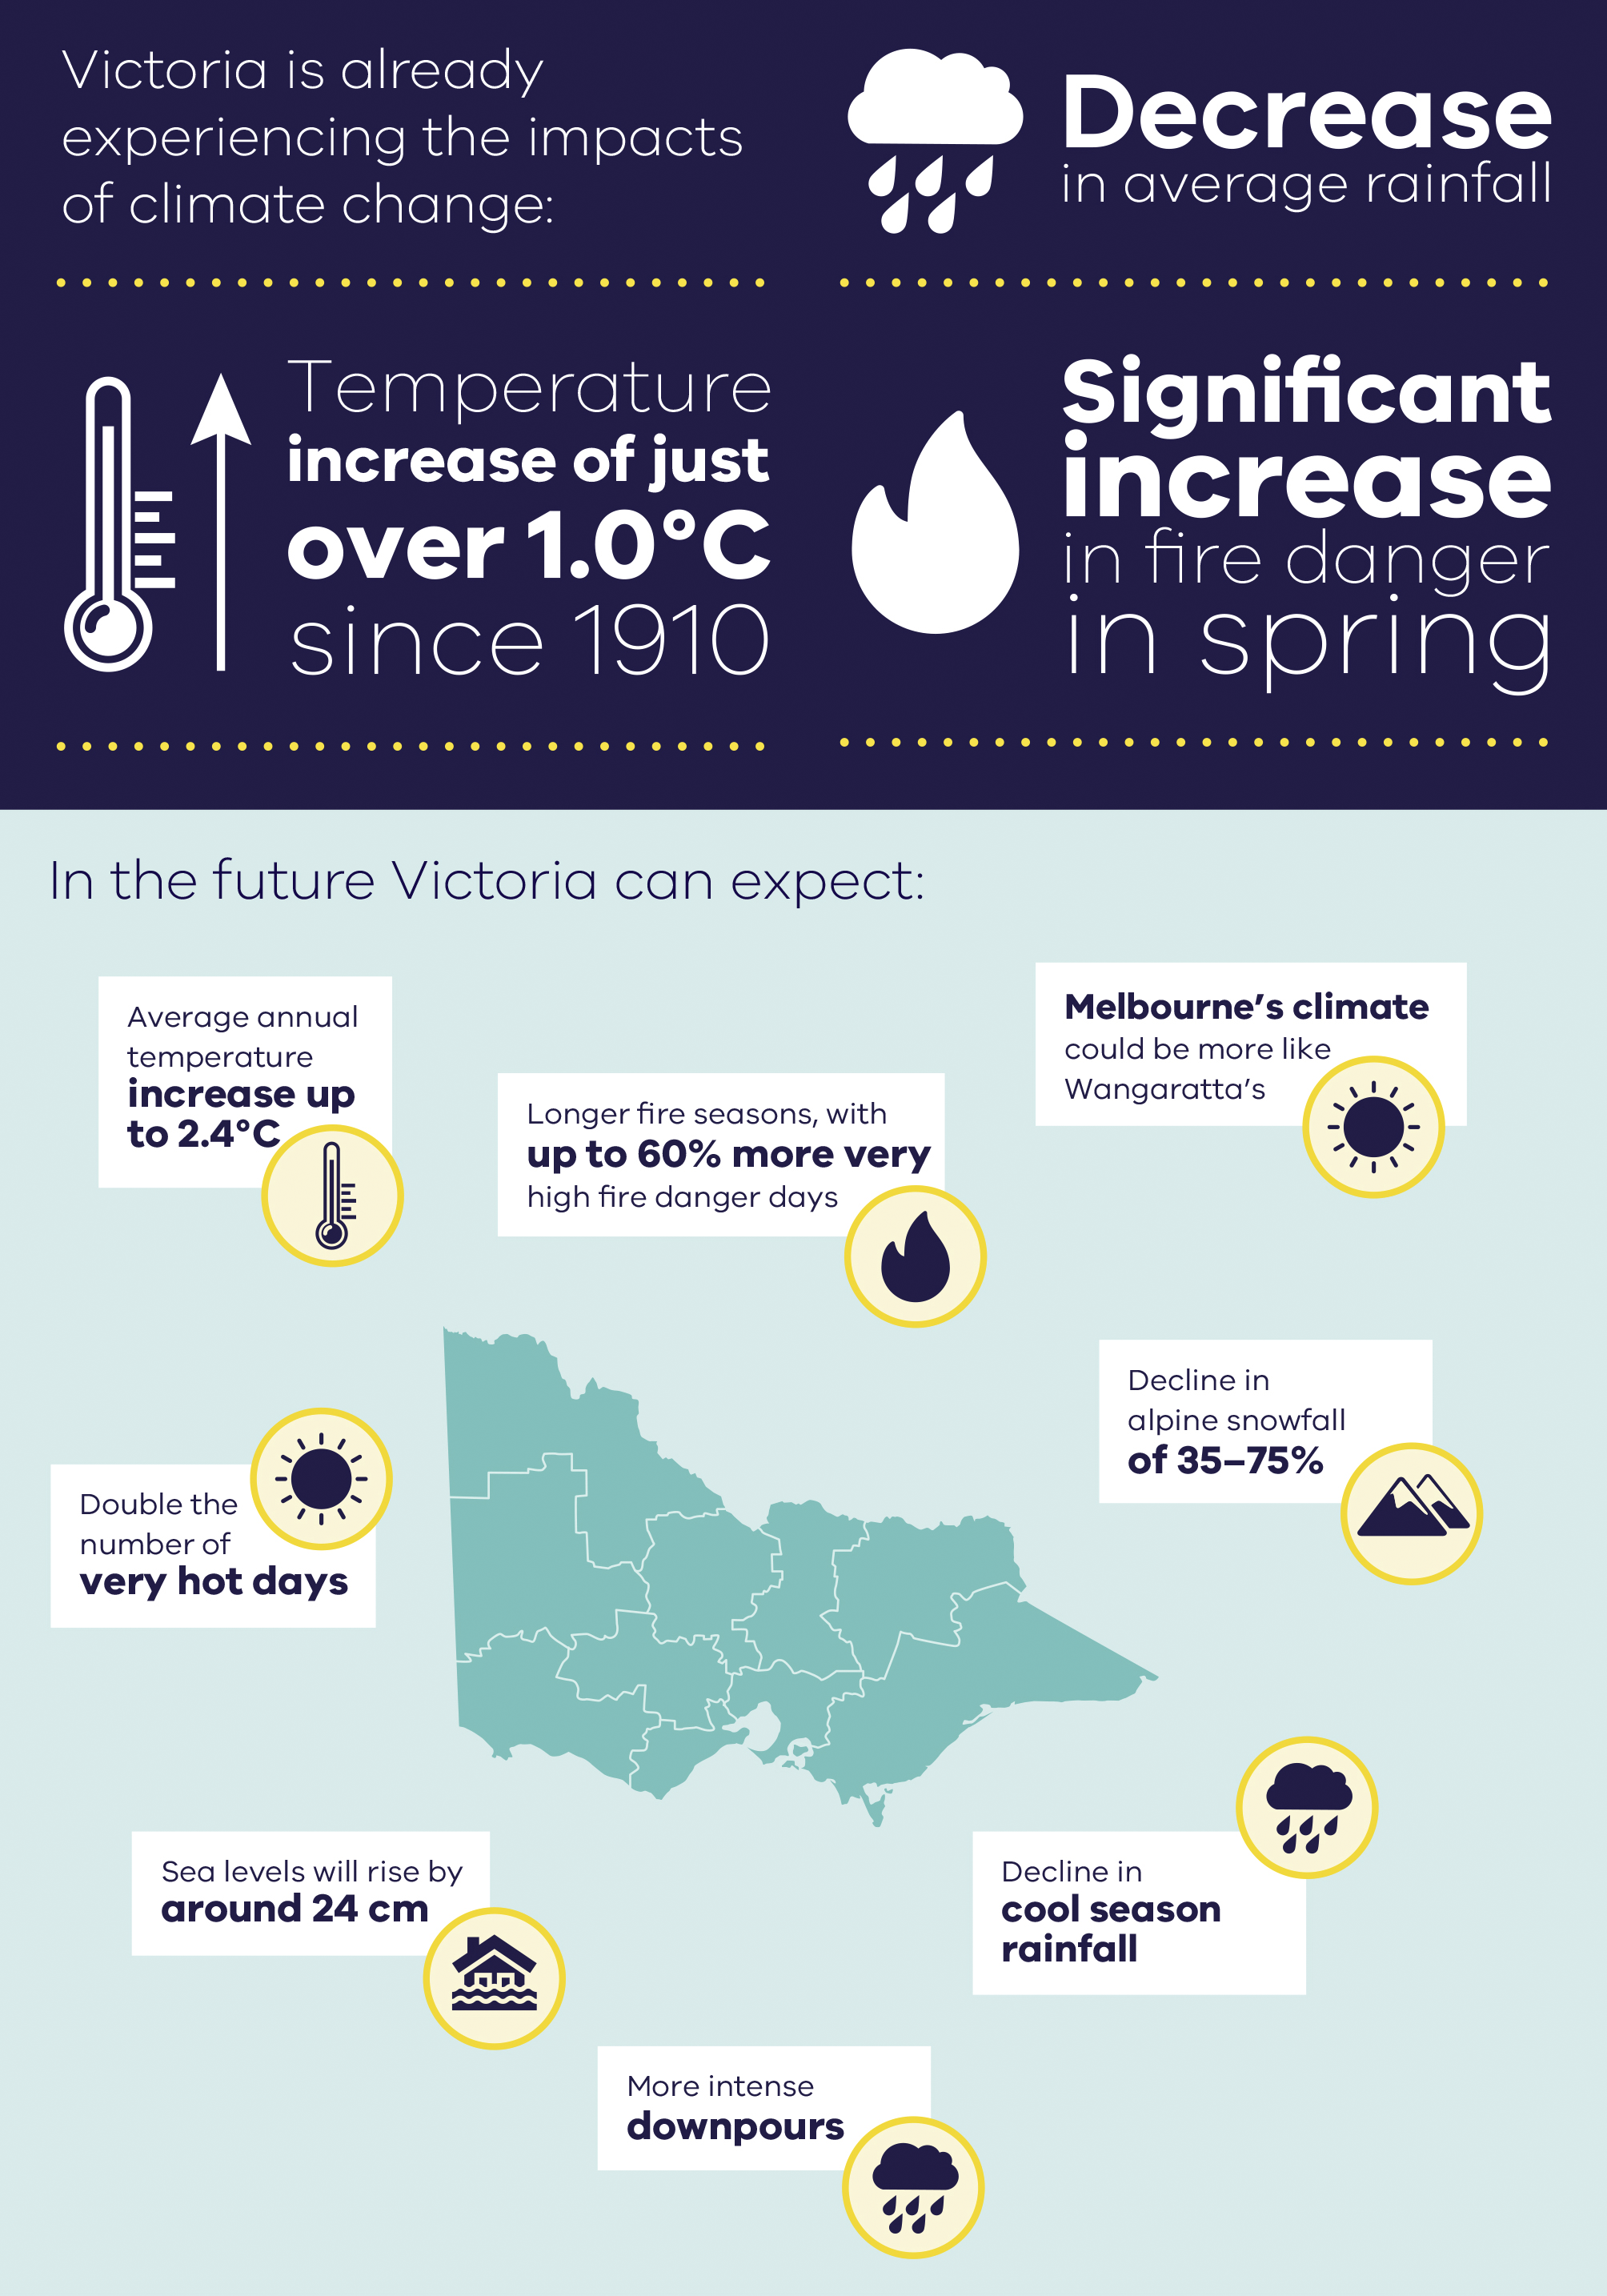 Victoria is already
experiencing the impacts
of climate change:
Decrease
in average rainfall
Temperature
increase of just
over 1.0°C
since 1910
Significant
increase
in fire danger
in spring
In the future Victoria can expect:
Average annual
temperature
increase up
to 2.4°C
Longer fire seasons, with
up to 60% more very
high fire danger days
Melbourne’s climate
could be more like
Wangaratta’s
Decline in
alpine snowfall
of 35–75%
Double the
number of
very hot days
Sea levels will rise by
around 24 cm
Decline in
cool season
rainfall
More intense
downpours